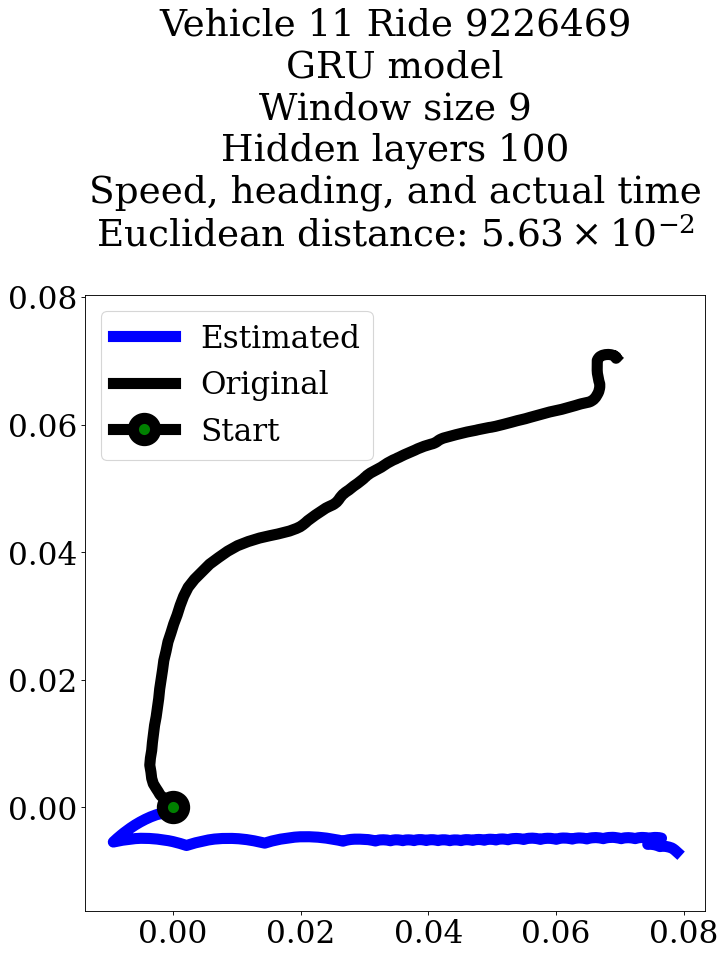 Vehicle 11 Ride 9226469
GRU model
Window size 9
Hidden layers 100
Speed, heading, and actual time
Euclidean distance: 5.63 × 10⁻²
Estimated
Original
Start
0.08
0.06
0.04
0.02
0.00
0.00 0.02 0.04 0.06 0.08